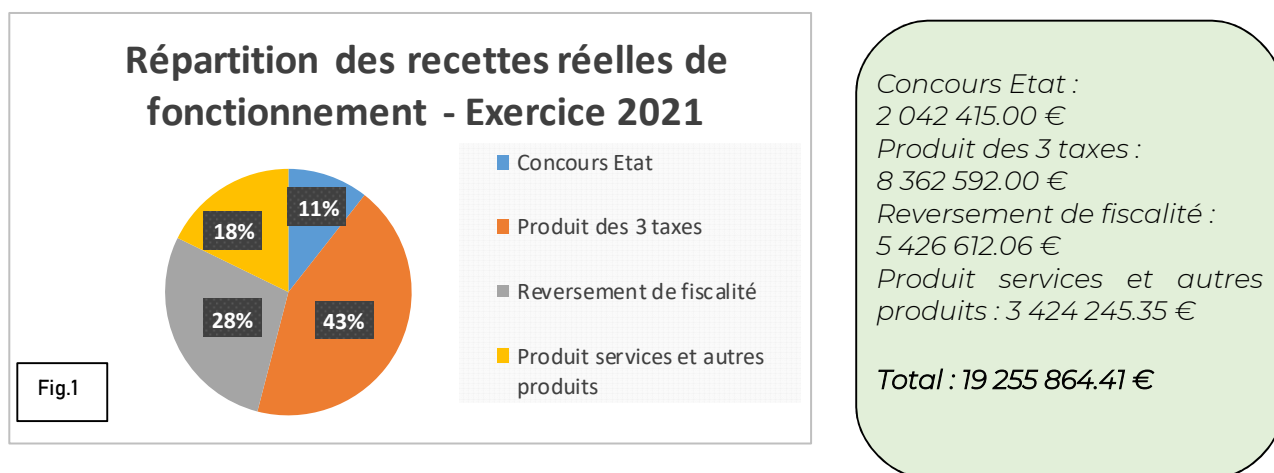 Répartition des recettes réelles de
fonctionnement - Exercice 2021
11%
18%
28%
43%
Concours Etat
Produit des 3 taxes
Reversement de fiscalité
Produit services et autres
produits
Fig.1
Concours Etat :
2 042 415.00 €
Produit des 3 taxes :
8 362 592.00 €
Reversement de fiscalité :
5 426 612.06 €
Produit services et autres
produits : 3 424 245.35 €
Total : 19 255 864.41 €